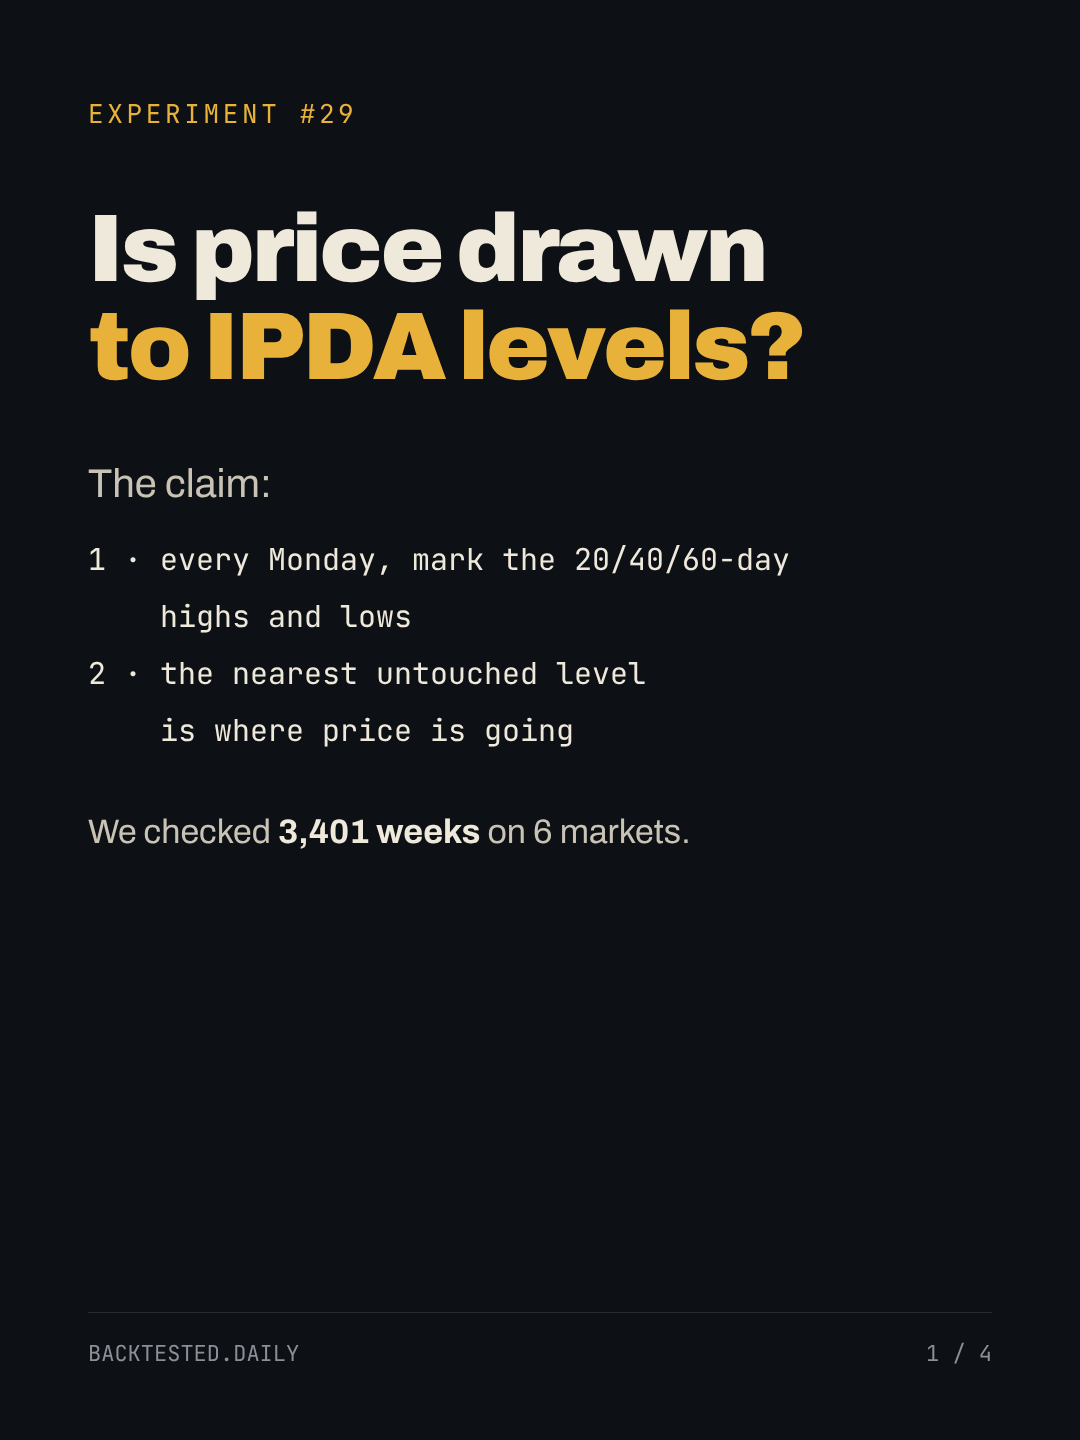 EXPERIMENT #29
Is price drawn
to IPDA levels?
The claim:
1 · every Monday, mark the 20/40/60-day
highs and lows
2 · the nearest untouched level
is where price is going
We checked 3,401 weeks on 6 markets.
BACKTESTED.DAILY
1 / 4